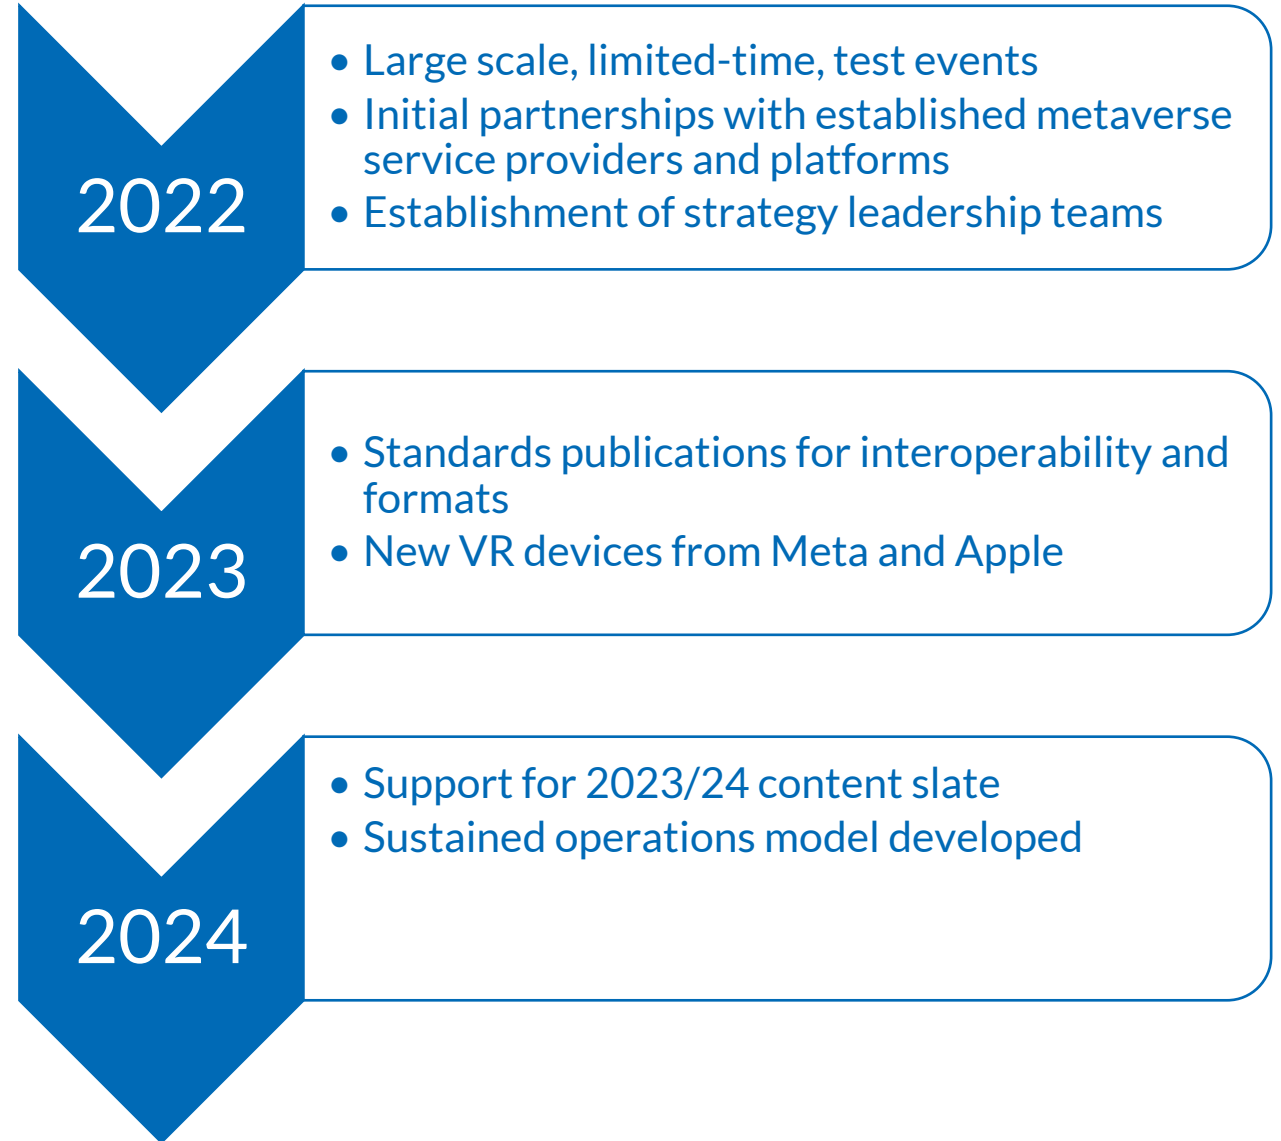 2022
• Large scale, limited-time, test events
• Initial partnerships with established metaverse
service providers and platforms
• Establishment of strategy leadership teams
2023
• Standards publications for interoperability and
formats
• New VR devices from Meta and Apple
2024
• Support for 2023/24 content slate
• Sustained operations model developed